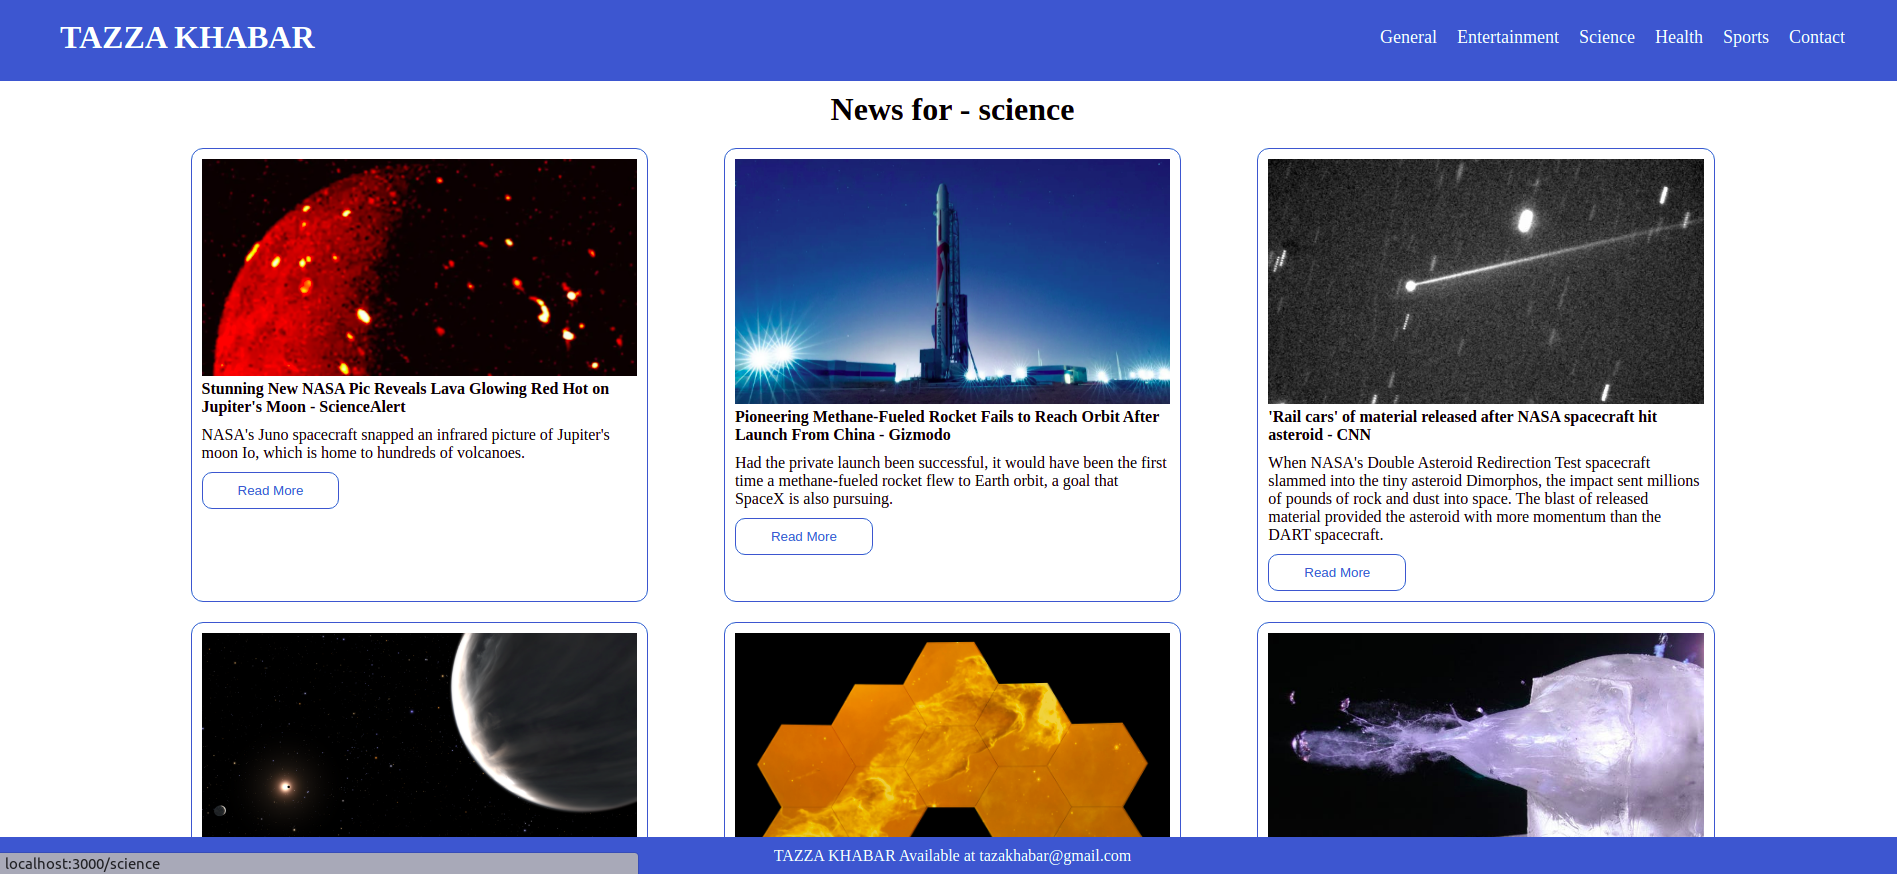 TAZZA KHABAR
General Entertainment Science Health Sports Contact
News for - science
Stunning New NASA Pic Reveals Lava Glowing Red Hot on
Jupiter's Moon - ScienceAlert
NASA's Juno spacecraft snapped an infrared picture of Jupiter's
moon Io, which is home to hundreds of volcanoes.
Read More
Pioneering Methane-Fueled Rocket Fails to Reach Orbit After
Launch From China - Gizmodo
Had the private launch been successful, it would have been the first
time a methane-fueled rocket flew to Earth orbit, a goal that
SpaceX is also pursuing.
Read More
'Rail cars' of material released after NASA spacecraft hit
asteroid - CNN
When NASA's Double Asteroid Redirection Test spacecraft
slammed into the tiny asteroid Dimorphos, the impact sent millions
of pounds of rock and dust into space. The blast of released
material provided the asteroid with more momentum than the
DART spacecraft.
Read More
TAZZA KHABAR Available at tazakhabar@gmail.com
localhost:3000/science